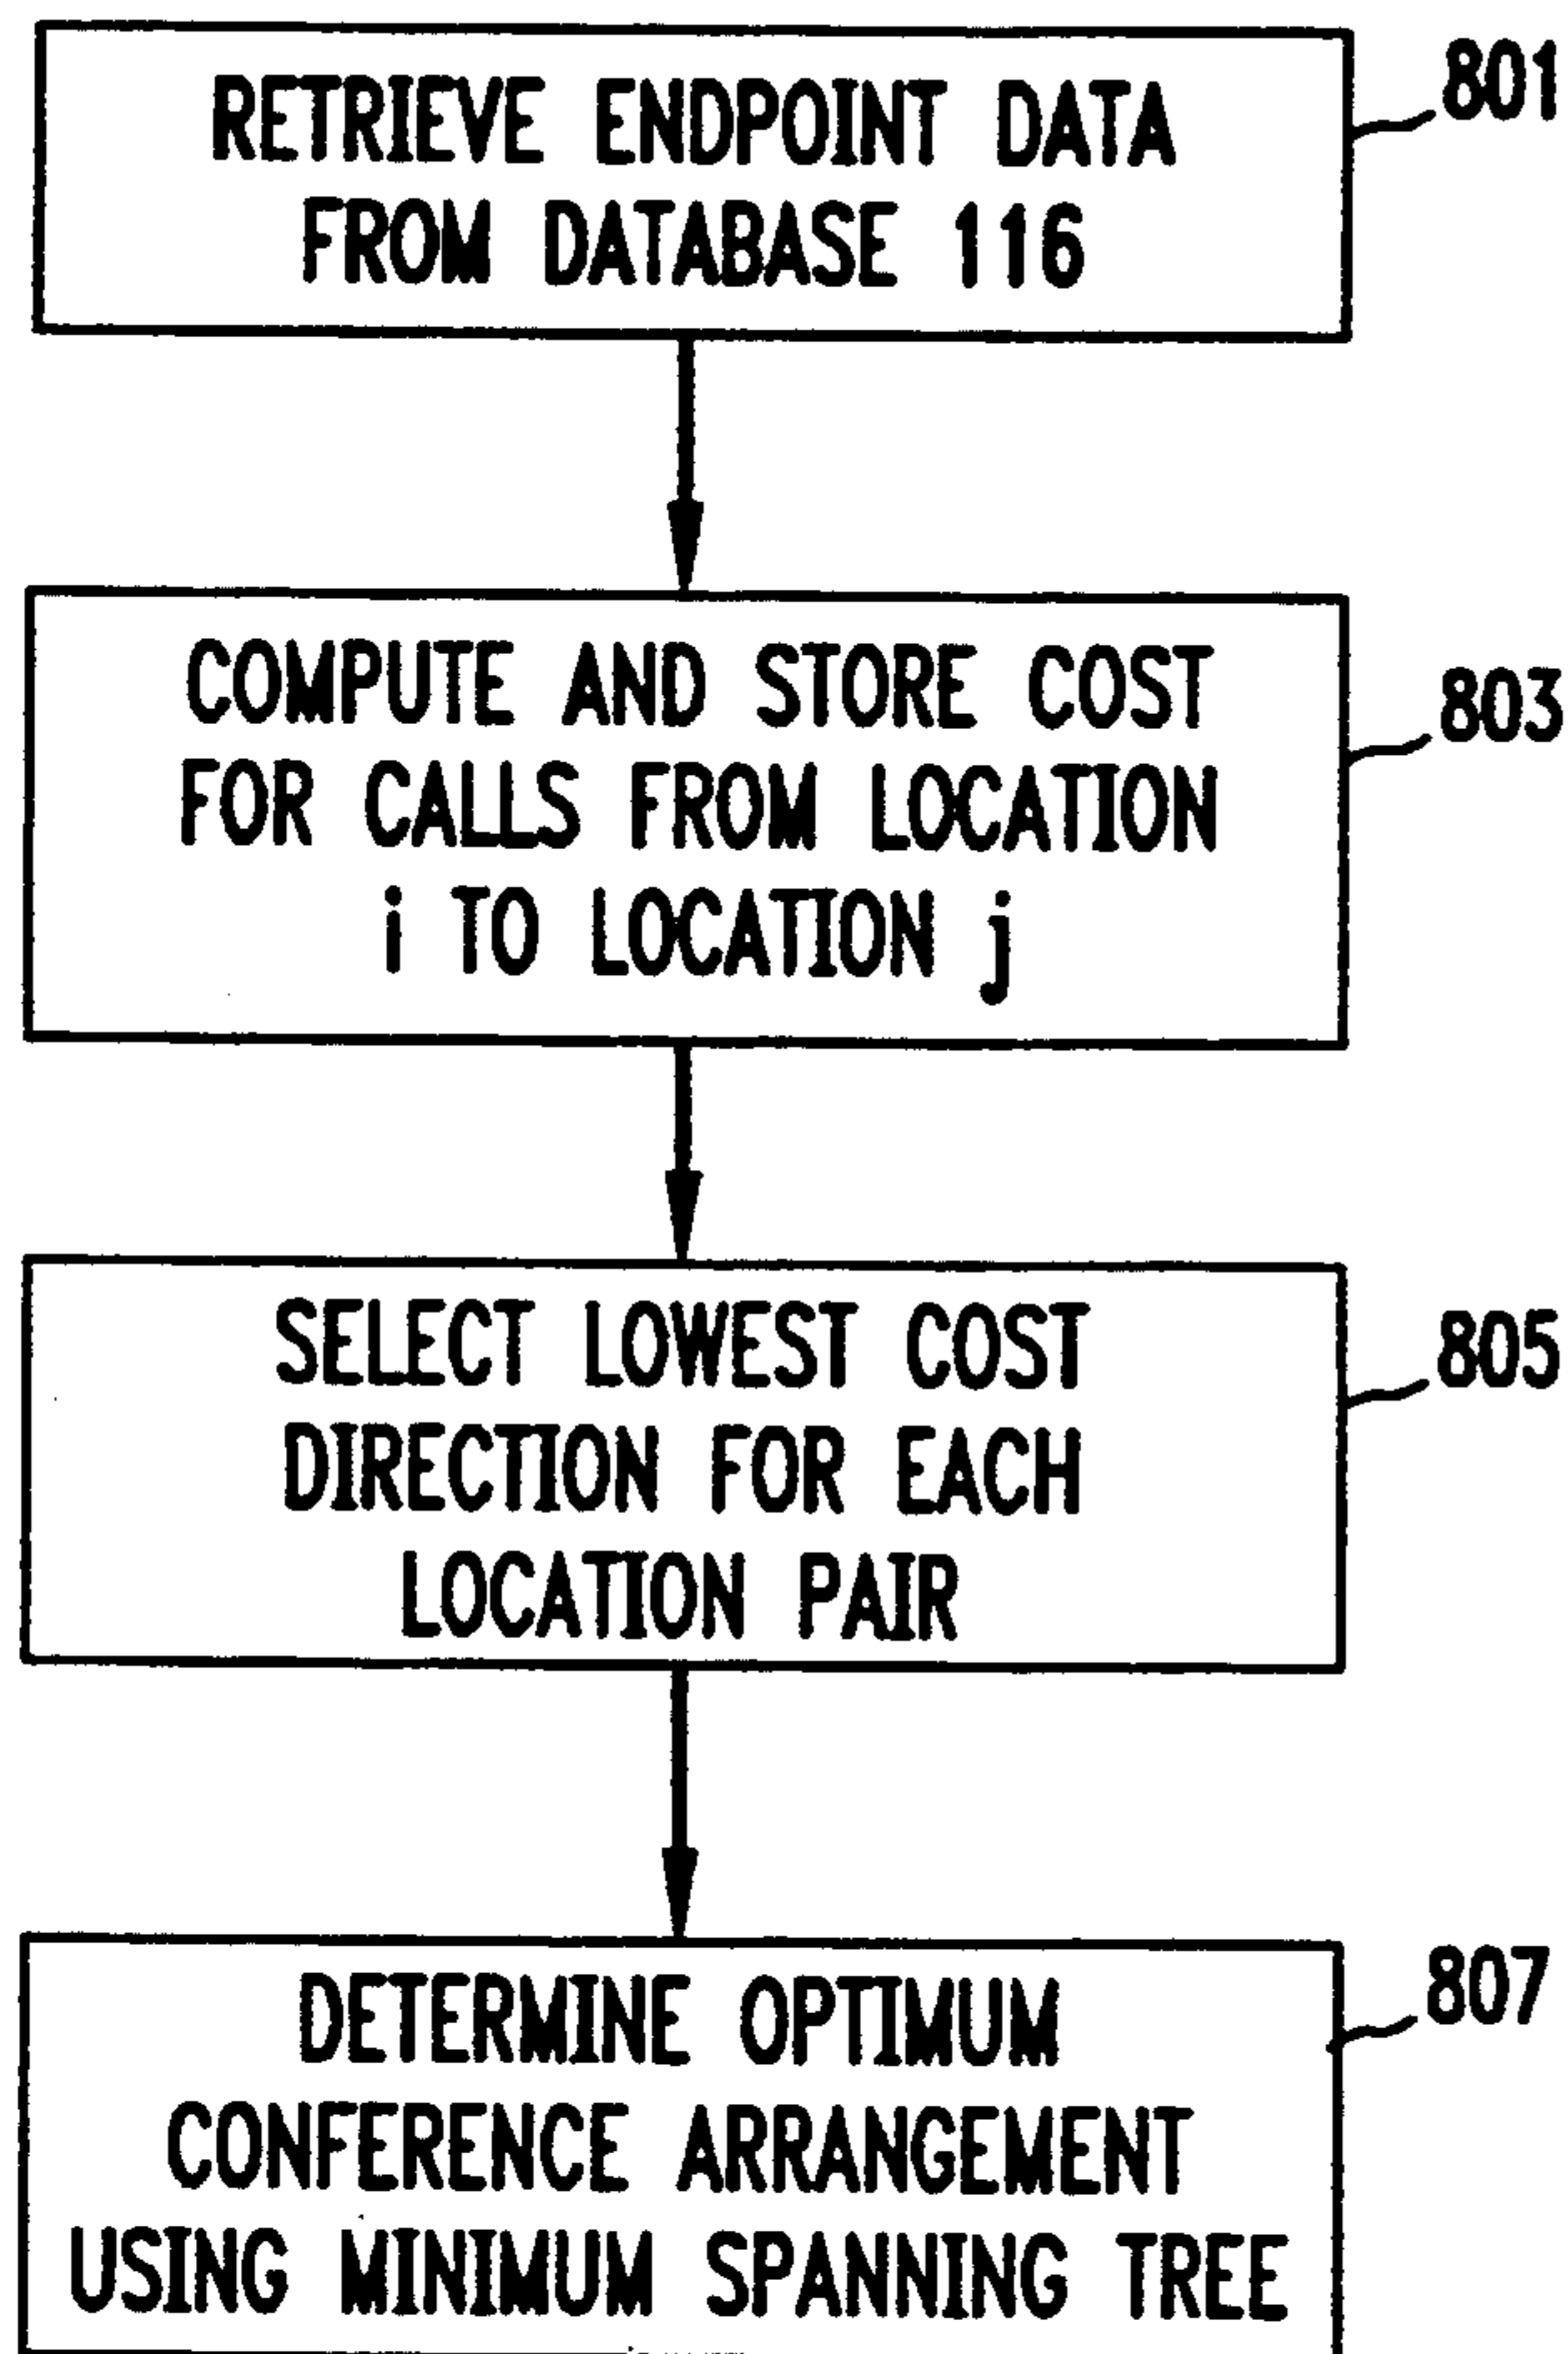 RETRIEVE ENDPOINT DATA
FROM DATABASE 116
801
COMPUTE AND STORE COST
FOR CALLS FROM LOCATION
i TO LOCATION j
803
SELECT LOWEST COST
DIRECTION FOR EACH
LOCATION PAIR
805
DETERMINE OPTIMUM
CONFERENCE ARRANGEMENT
USING MINIMUM SPANNING TREE
807